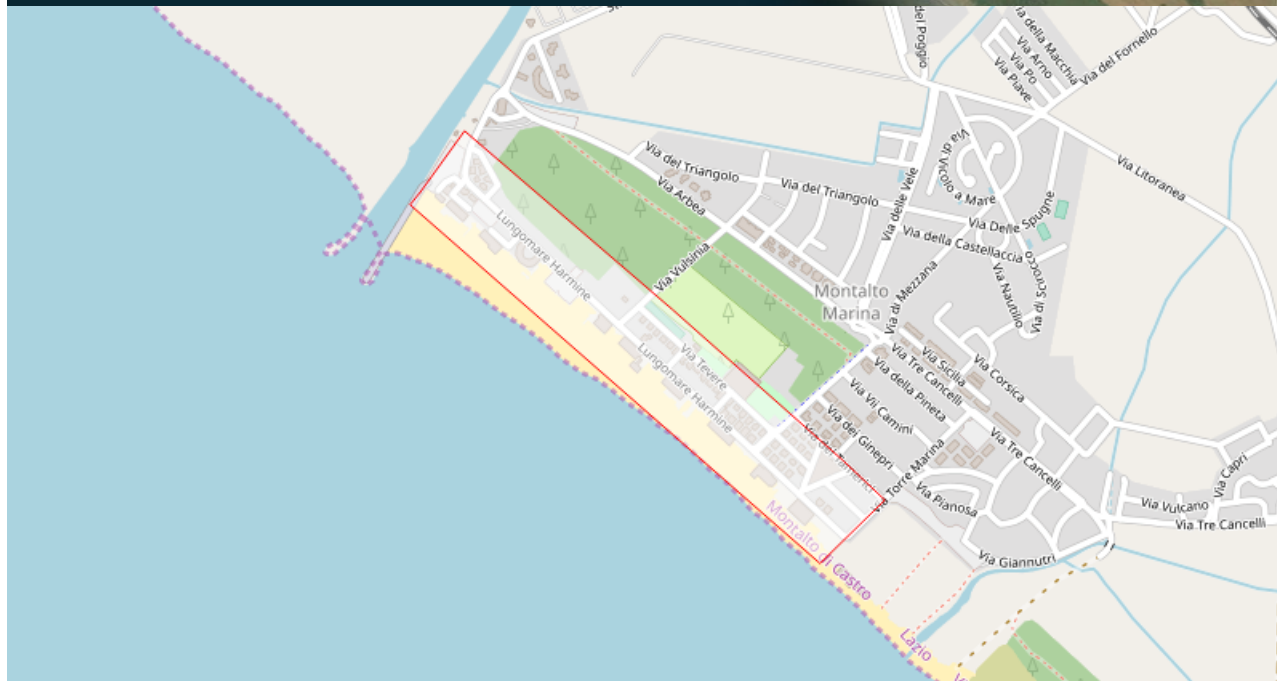 del Poggio
Via della Macchia
Via Arno
Via Po
Via Piave
Via del Fornello
Via di Vicolo a Mare
Via Litoranea
Via del Triangolo
Via Arbea
Via del Triangolo
Via delle Vele
Via Delle Spugne
Via della Castellaccia
Lungomare Harmine
Via Vulsinia
Via di Mezzana
Via Nautilio
Via di Scirocco
Montalto
Marina
Via Tevere
Lungomare Harmine
Via Tre Cancelli
Via Sicilia
Via Corsica
Via della Pineta
Via Vii Camini
Via dei Ginepri
Via dei Tamerici
Via Torre Marina
Via Tre Cancelli
Via Pianosa
Via Capri
Via Vulcano
Via Tre Cancelli
Via Giannutri
Montalto di Castro
Lazio